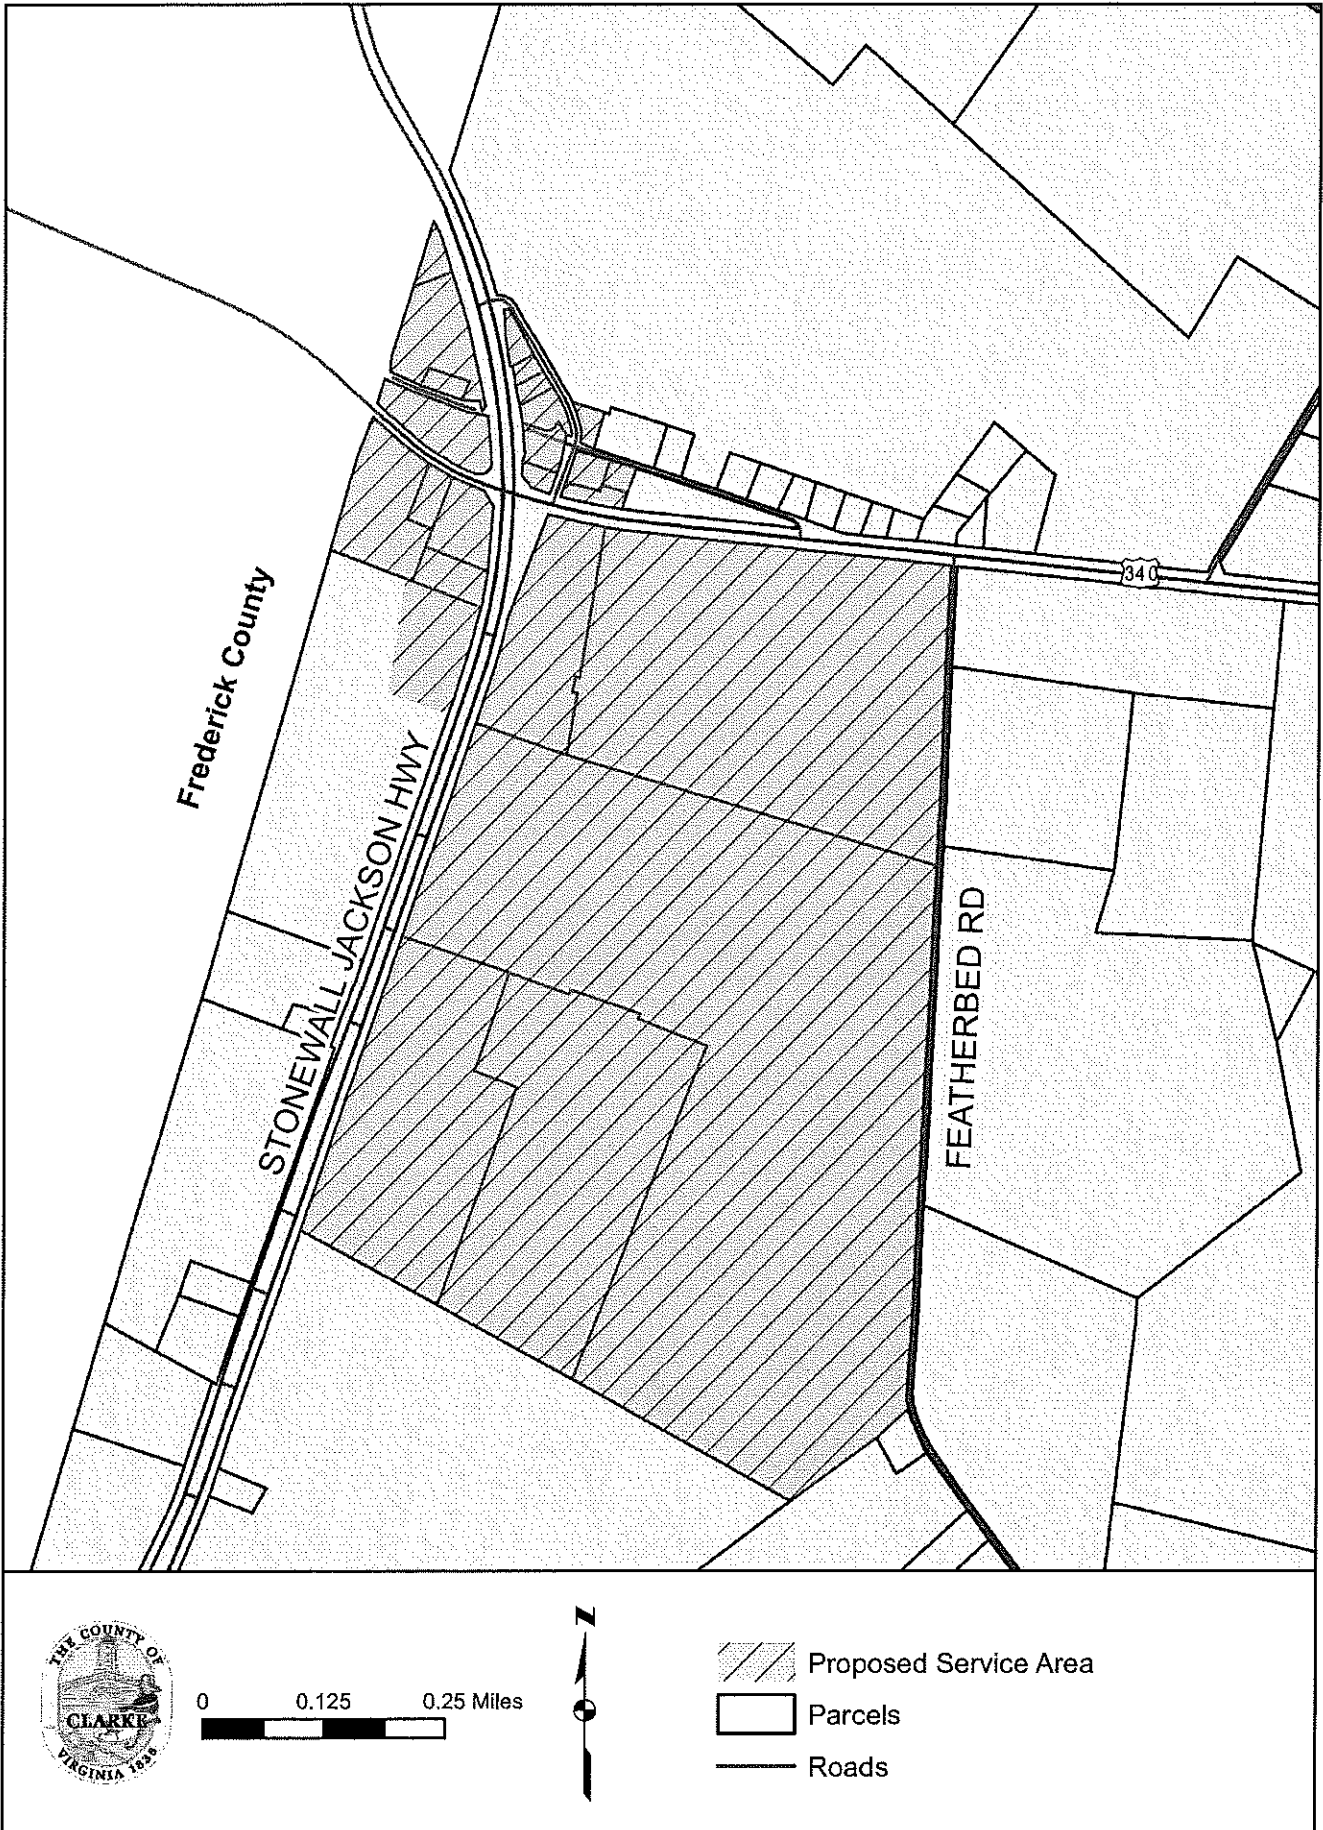 340
Frederick County
STONEWALL JACKSON HWY
FEATHERBED RD
THE COUNTY OF
CLARKE
VIRGINIA 1836
0 0.125 0.25 Miles
N
Proposed Service Area
Parcels
Roads